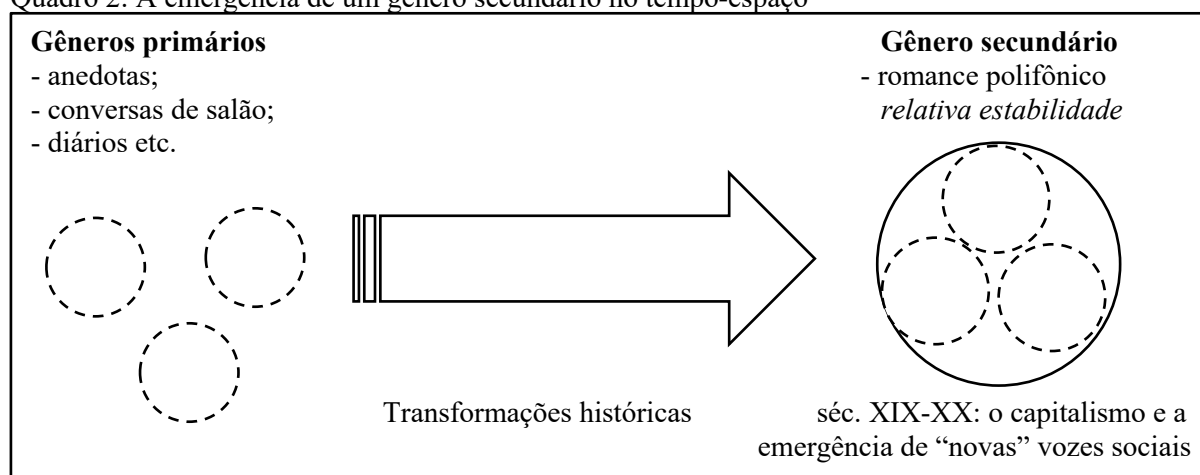 Quadro 2: A emergência de um gênero secundário no tempo-espaço
Gêneros primários
- anedotas;
- conversas de salão;
- diários etc.
Gênero secundário
- romance polifônico
relativa estabilidade
Transformações históricas
séc. XIX-XX: o capitalismo e a
emergência de “novas” vozes sociais